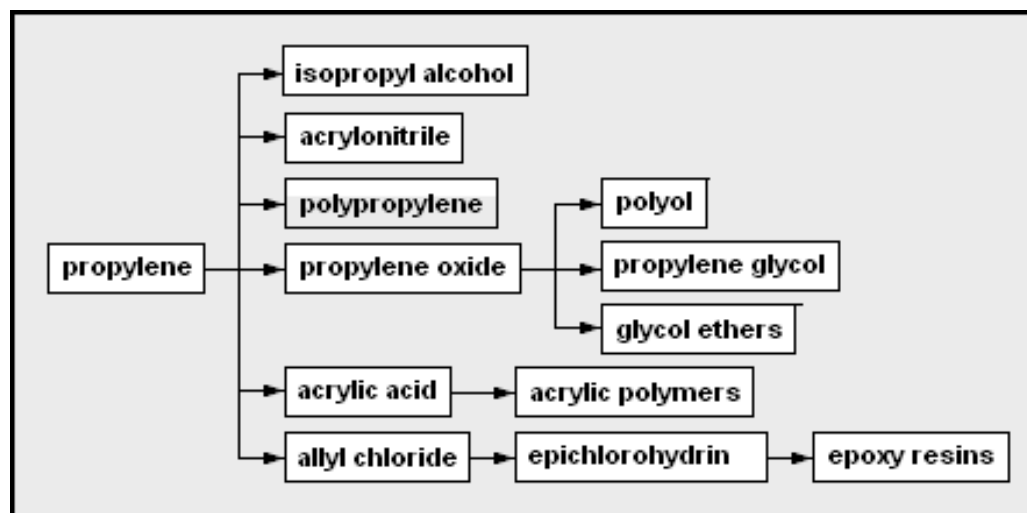 isopropyl alcohol
acrylonitrile
polypropylene
polyol
propylene
propylene oxide
propylene glycol
glycol ethers
acrylic acid
acrylic polymers
allyl chloride
epichlorohydrin
epoxy resins